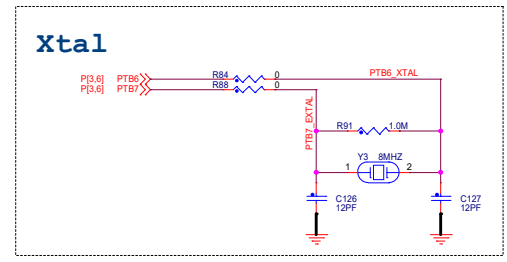 Xtal
P[3,6] PTB6 R84 0 PTB6_XTAL
P[3,6] PTB7 R88 0
PTB7_EXTAL
R91 1.0M
Y3 8MHZ
1 2
C126 C127
12PF 12PF